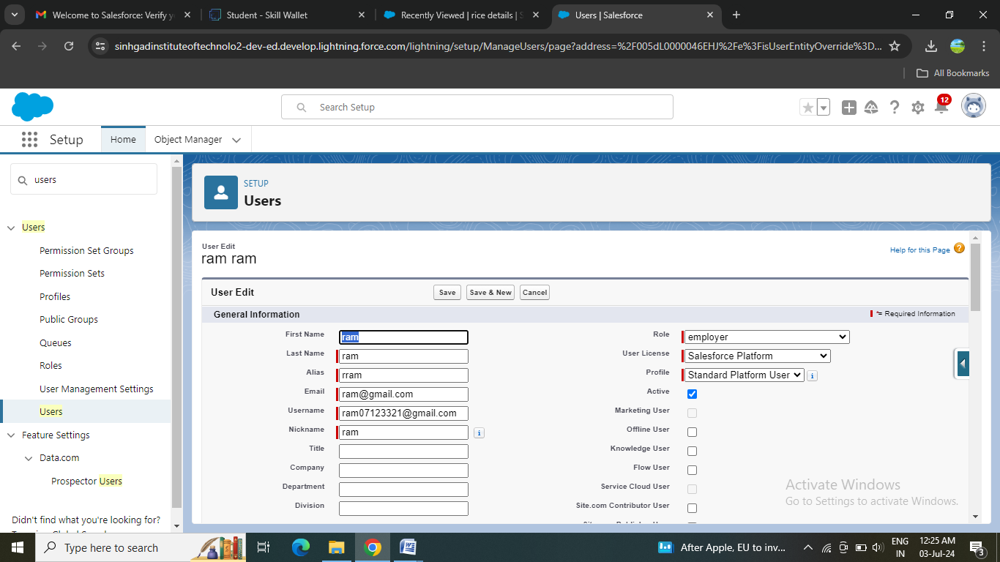 Welcome to Salesforce: Verify y
Student - Skill Wallet
Recently Viewed | rice details | S
Users | Salesforce
sinhgadinstituteoftechnolo2-dev-ed.develop.lightning.force.com/lightning/setup/ManageUsers/page?address=%2F005dL0000046EHJ%2Fe%3FisUserEntityOverride%3D...
All Bookmarks
Search Setup
12
Setup
Home
Object Manager
users
SETUP
Users
Users
Permission Set Groups
Permission Sets
Profiles
Public Groups
Queues
Roles
User Management Settings
Users
Feature Settings
Data.com
Prospector Users
Didn't find what you're looking for?
User Edit
ram ram
Help for this Page ?
User Edit
Save
Save & New
Cancel
General Information
*= Required Information
First Name ram
Role employer
Last Name ram
User License Salesforce Platform
Alias rram
Profile Standard Platform User i
Email ram@gmail.com
Active
Username ram07123321@gmail.com
Marketing User
Nickname ram i
Offline User
Title
Knowledge User
Company
Flow User
Department
Service Cloud User
Division
Site.com Contributor User
Activate Windows
Go to Settings to activate Windows.
Type here to search
After Apple, EU to inv...
ENG
IN
12:25 AM
03-Jul-24
3